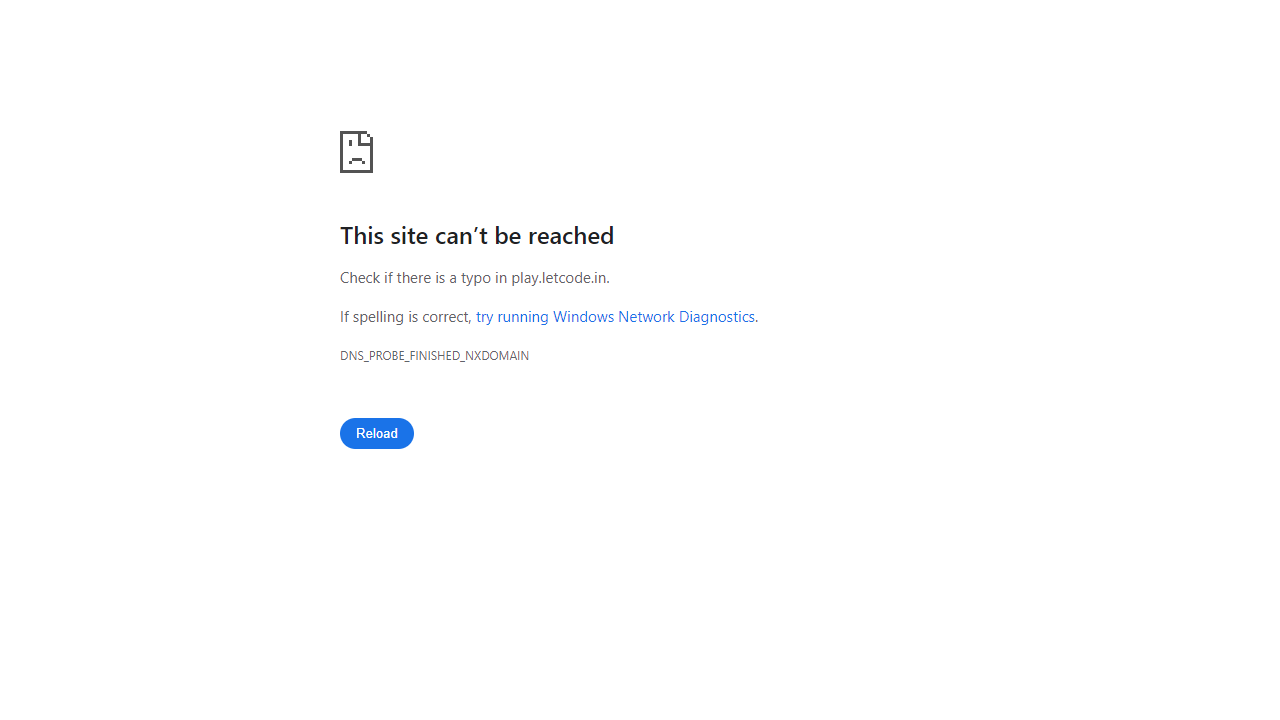 This site can’t be reached
Check if there is a typo in play.letcode.in.
If spelling is correct, try running Windows Network Diagnostics.
DNS_PROBE_FINISHED_NXDOMAIN
Reload